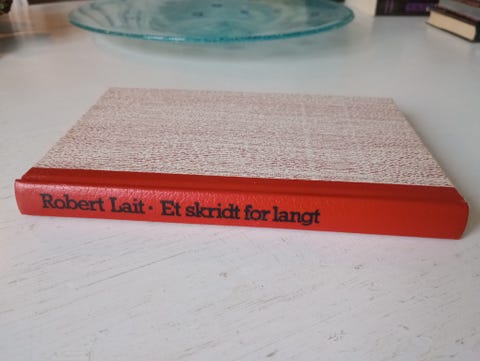 Robert Lait · Et skridt for langt